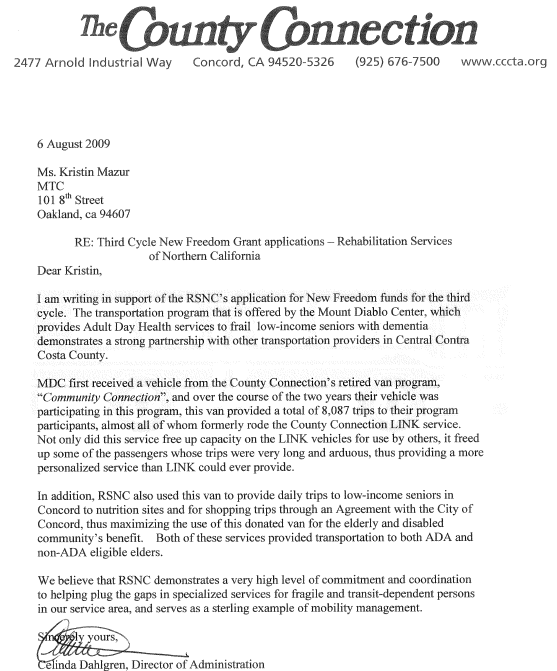 The County Connection
2477 Arnold Industrial Way Concord, CA 94520-5326 (925) 676-7500 www.cccta.org
6 August 2009
Ms. Kristin Mazur
MTC
101 8th Street
Oakland, ca 94607
RE: Third Cycle New Freedom Grant applications – Rehabilitation Services
of Northern California
Dear Kristin,
I am writing in support of the RSNC's application for New Freedom funds for the third
cycle. The transportation program that is offered by the Mount Diablo Center, which
provides Adult Day Health services to frail low-income seniors with dementia
demonstrates a strong partnership with other transportation providers in Central Contra
Costa County.
MDC first received a vehicle from the County Connection's retired van program,
"Community Connection", and over the course of the two years their vehicle was
participating in this program, this van provided a total of 8,087 trips to their program
participants, almost all of whom formerly rode the County Connection LINK service.
Not only did this service free up capacity on the LINK vehicles for use by others, it freed
up some of the passengers whose trips were very long and arduous, thus providing a more
personalized service than LINK could ever provide.
In addition, RSNC also used this van to provide daily trips to low-income seniors in
Concord to nutrition sites and for shopping trips through an Agreement with the City of
Concord, thus maximizing the use of this donated van for the elderly and disabled
community's benefit. Both of these services provided transportation to both ADA and
non-ADA eligible elders.
We believe that RSNC demonstrates a very high level of commitment and coordination
to helping plug the gaps in specialized services for fragile and transit-dependent persons
in our service area, and serves as a sterling example of mobility management.
Sincerely yours,
Celinda Dahlgren, Director of Administration